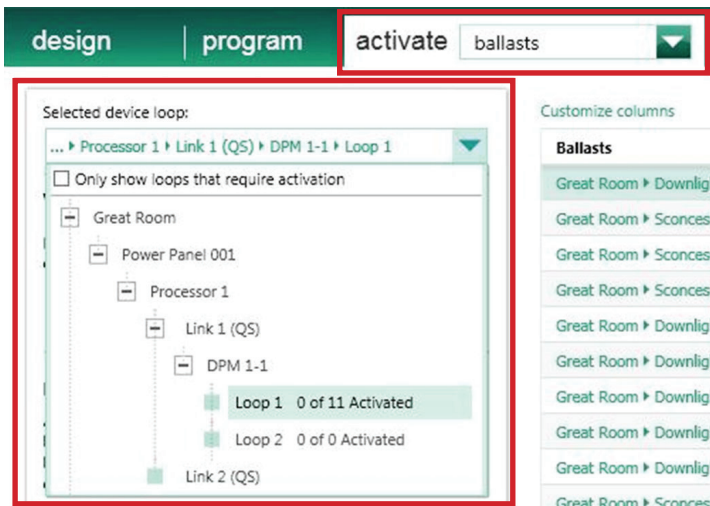 design program activate ballasts
Selected device loop:
... ▸ Processor 1 ▸ Link 1 (QS) ▸ DPM 1-1 ▸ Loop 1
Only show loops that require activation
Great Room
Power Panel 001
Processor 1
Link 1 (QS)
DPM 1-1
Loop 1 0 of 11 Activated
Loop 2 0 of 0 Activated
Link 2 (QS)
Customize columns
Ballasts
Great Room ▸ Downlig
Great Room ▸ Sconces
Great Room ▸ Sconces
Great Room ▸ Sconces
Great Room ▸ Downlig
Great Room ▸ Downlig
Great Room ▸ Downlig
Great Room ▸ Downlig
Great Room ▸ Downlig
Great Room ▸ Sconces